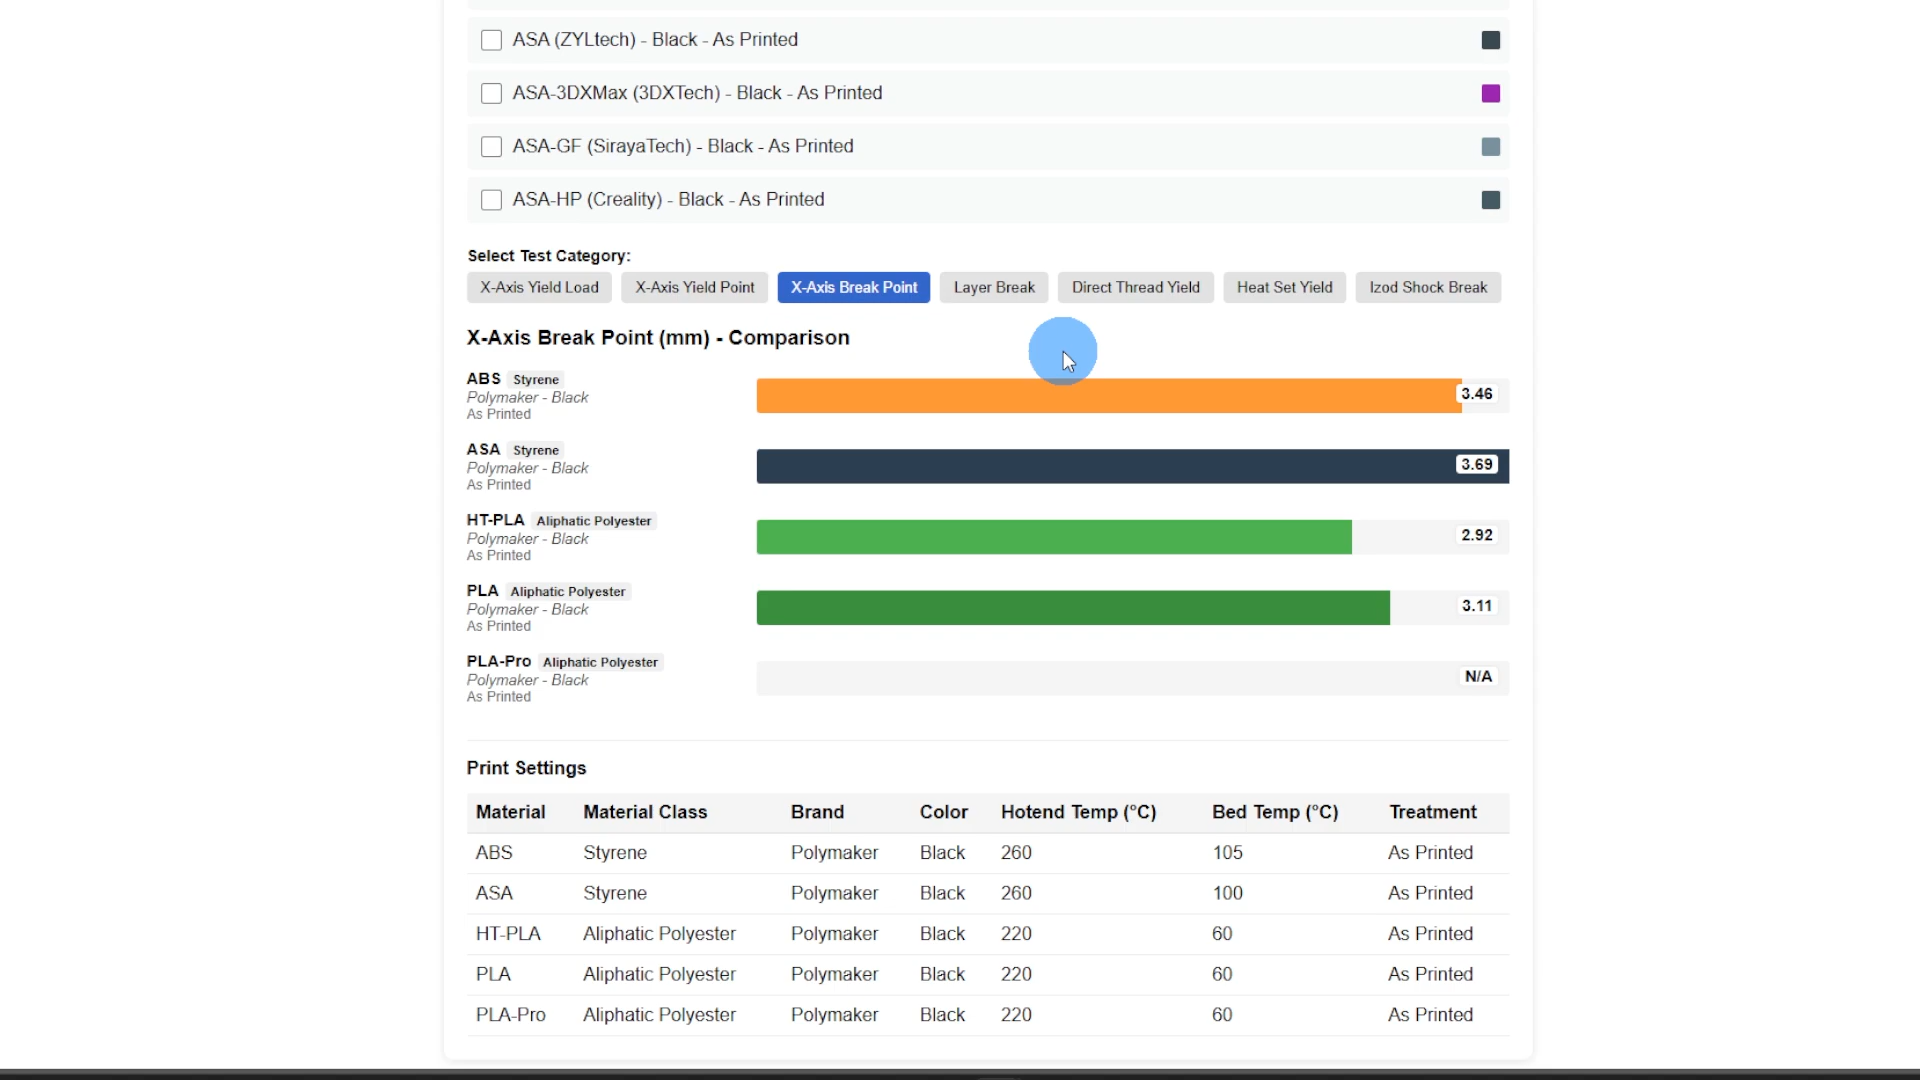 ASA (ZYLtech) - Black - As Printed
ASA-3DXMax (3DXTech) - Black - As Printed
ASA-GF (SirayaTech) - Black - As Printed
ASA-HP (Creality) - Black - As Printed
Select Test Category:
X-Axis Yield Load X-Axis Yield Point X-Axis Break Point Layer Break Direct Thread Yield Heat Set Yield Izod Shock Break
X-Axis Break Point (mm) - Comparison
ABS Styrene
Polymaker - Black
As Printed
3.46
ASA Styrene
Polymaker - Black
As Printed
3.69
HT-PLA Aliphatic Polyester
Polymaker - Black
As Printed
2.92
PLA Aliphatic Polyester
Polymaker - Black
As Printed
3.11
PLA-Pro Aliphatic Polyester
Polymaker - Black
As Printed
N/A
Print Settings
Material Material Class Brand Color Hotend Temp (°C) Bed Temp (°C) Treatment
ABS Styrene Polymaker Black 260 105 As Printed
ASA Styrene Polymaker Black 260 100 As Printed
HT-PLA Aliphatic Polyester Polymaker Black 220 60 As Printed
PLA Aliphatic Polyester Polymaker Black 220 60 As Printed
PLA-Pro Aliphatic Polyester Polymaker Black 220 60 As Printed